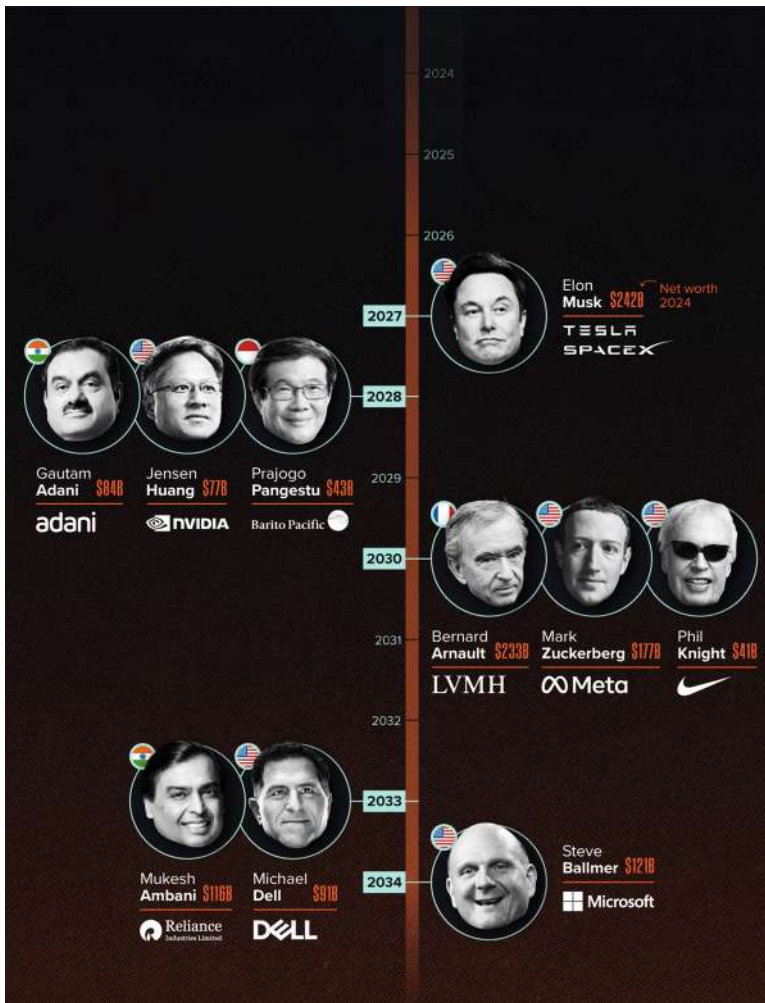 2024
2025
2026
2027
Elon
Musk $242B
Net worth
2024
TESLA
SPACEX
2028
Gautam
Adani $84B
adani
Jensen
Huang $77B
NVIDIA
Prajogo
Pangestu $43B
Barito Pacific
2029
2030
Bernard
Arnault $233B
LVMH
Mark
Zuckerberg $177B
Meta
Phil
Knight $41B
2031
2032
2033
Mukesh
Ambani $116B
Reliance
Industries Limited
Michael
Dell $91B
DELL
2034
Steve
Ballmer $121B
Microsoft